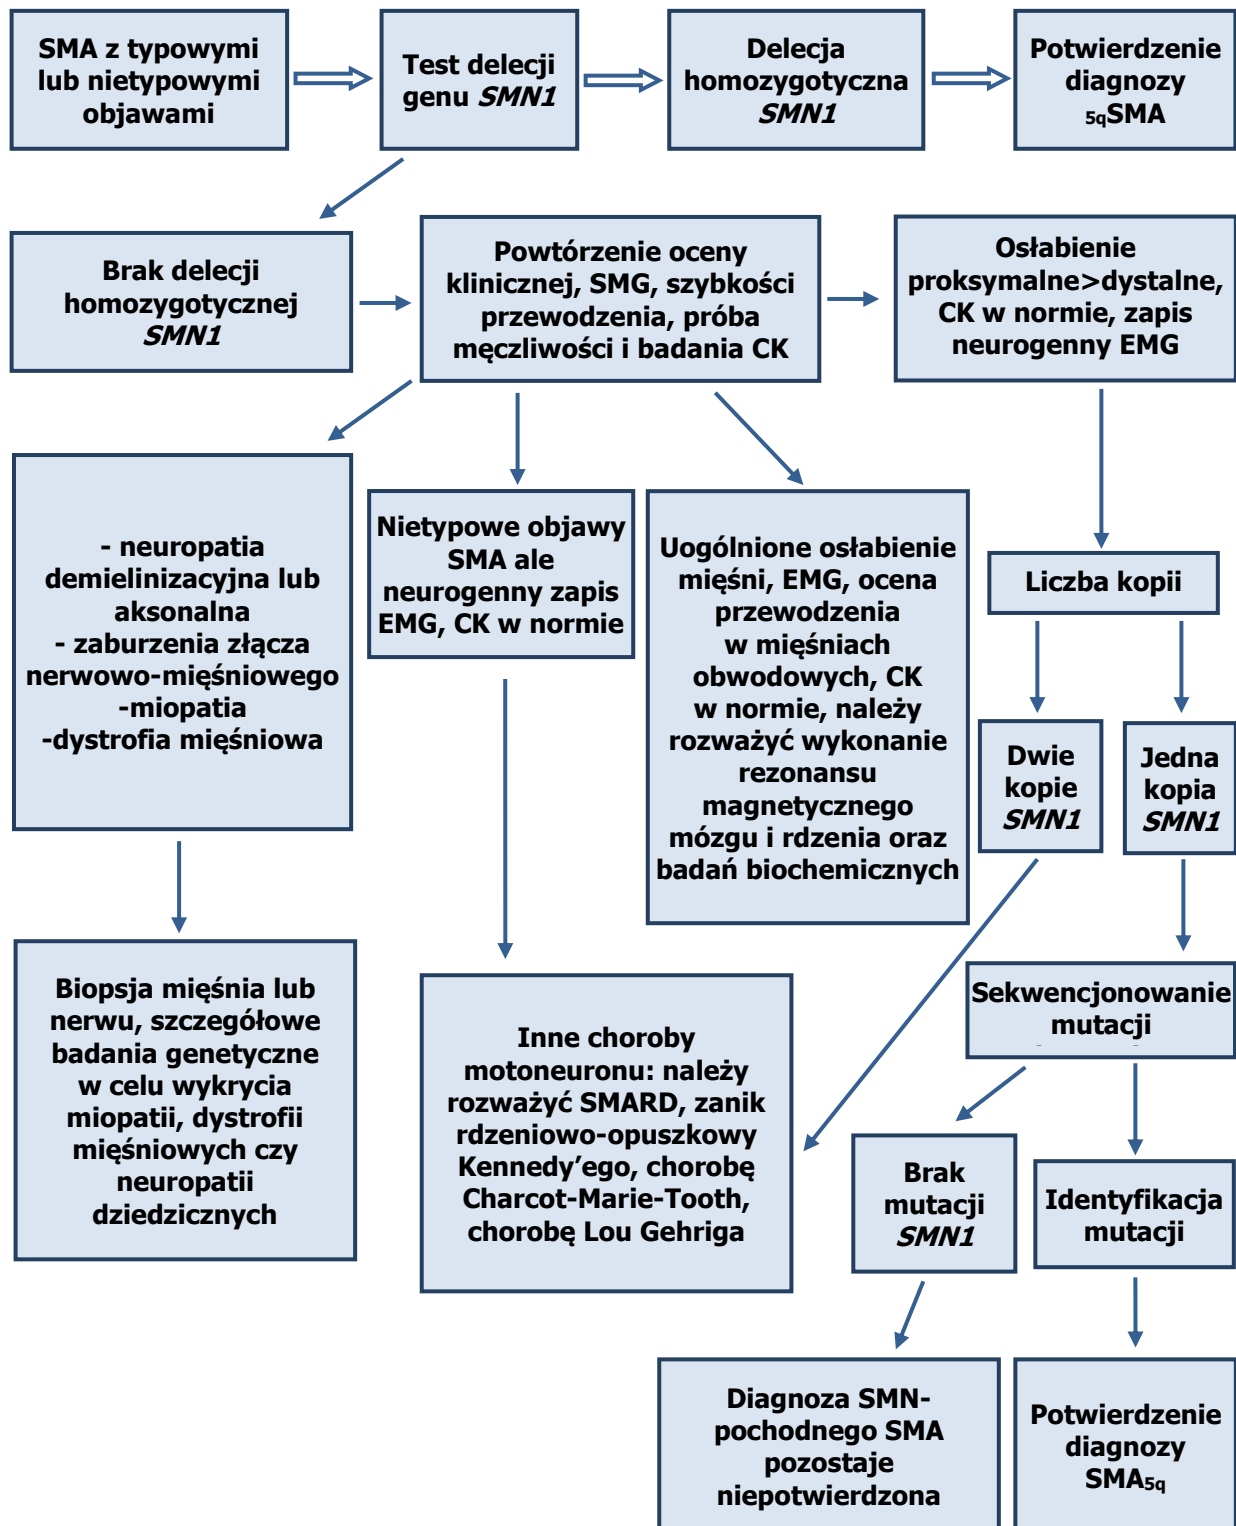 SMA z typowymi
lub nietypowymi
objawami
Test delecji
genu SMN1
Delecja
homozygotyczna
SMN1
Potwierdzenie
diagnozy
5qSMA
Brak delecji
homozygotycznej
SMN1
Powtórzenie oceny
klinicznej, SMG, szybkości
przewodzenia, próba
męczliwości i badania CK
Osłabienie
proksymalne>dystalne,
CK w normie, zapis
neurogenny EMG
- neuropatia
demielinizacyjna lub
aksonalna
- zaburzenia złącza
nerwowo-mięśniowego
-miopatia
-dystrofia mięśniowa
Nietypowe objawy
SMA ale
neurogenny zapis
EMG, CK w normie
Uogólnione osłabienie
mięśni, EMG, ocena
przewodzenia
w mięśniach
obwodowych, CK
w normie, należy
rozważyć wykonanie
rezonansu
magnetycznego
mózgu i rdzenia oraz
badań biochemicznych
Liczba kopii
Dwie
kopie
SMN1
Jedna
kopia
SMN1
Biopsja mięśnia lub
nerwu, szczegółowe
badania genetyczne
w celu wykrycia
miopatii, dystrofii
mięśniowych czy
neuropatii
dziedzicznych
Inne choroby
motoneuronu: należy
rozważyć SMARD, zanik
rdzeniowo-opuszkowy
Kennedy’ego, chorobę
Charcot-Marie-Tooth,
chorobę Lou Gehriga
Sekwencjonowanie
mutacji
Brak
mutacji
SMN1
Identyfikacja
mutacji
Diagnoza SMN-
pochodnego SMA
pozostaje
niepotwierdzona
Potwierdzenie
diagnozy
SMA5q